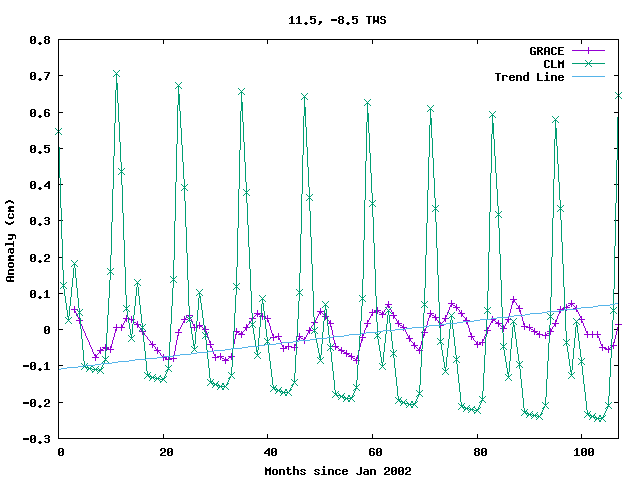 11.5, -8.5 TWS
GRACE
CLM
Trend Line
0.8
0.7
0.6
0.5
0.4
0.3
0.2
0.1
0
-0.1
-0.2
-0.3
Anomaly (cm)
0 20 40 60 80 100
Months since Jan 2002